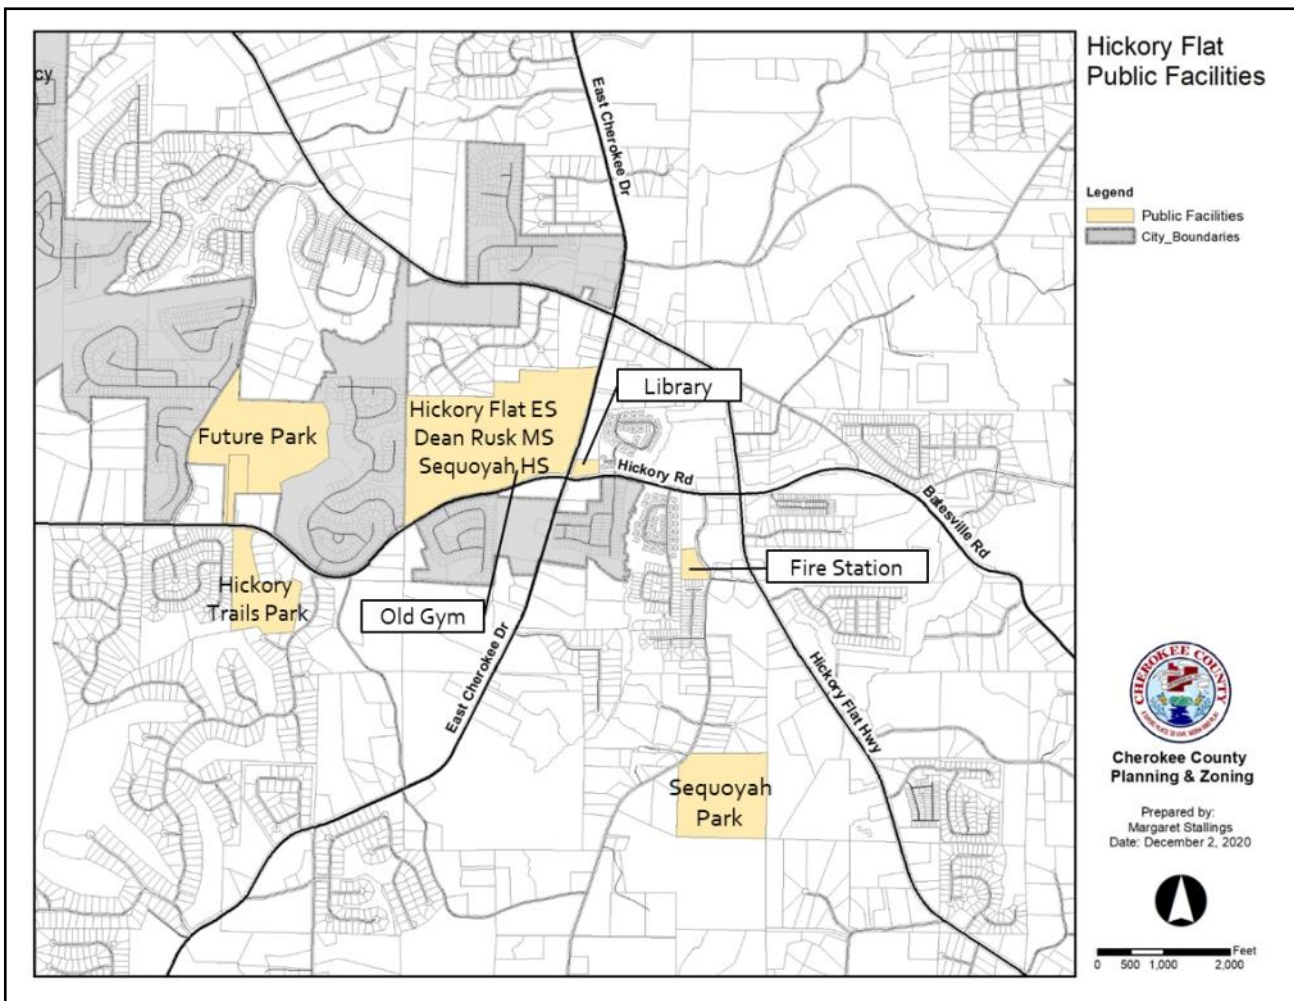 Hickory Flat
Public Facilities
cy
East Cherokee Dr
Legend
Public Facilities
City_Boundaries
Library
Hickory Flat ES
Dean Rusk MS
Sequoyah HS
Future Park
Hickory Rd
Batesville Rd
Fire Station
Hickory
Trails Park
Old Gym
East Cherokee Dr
Hickory Flat Hwy
Sequoyah
Park
CHEROKEE COUNTY
Cherokee County
Planning & Zoning
Prepared by:
Margaret Stallings
Date: December 2, 2020
Feet
0 500 1,000 2,000